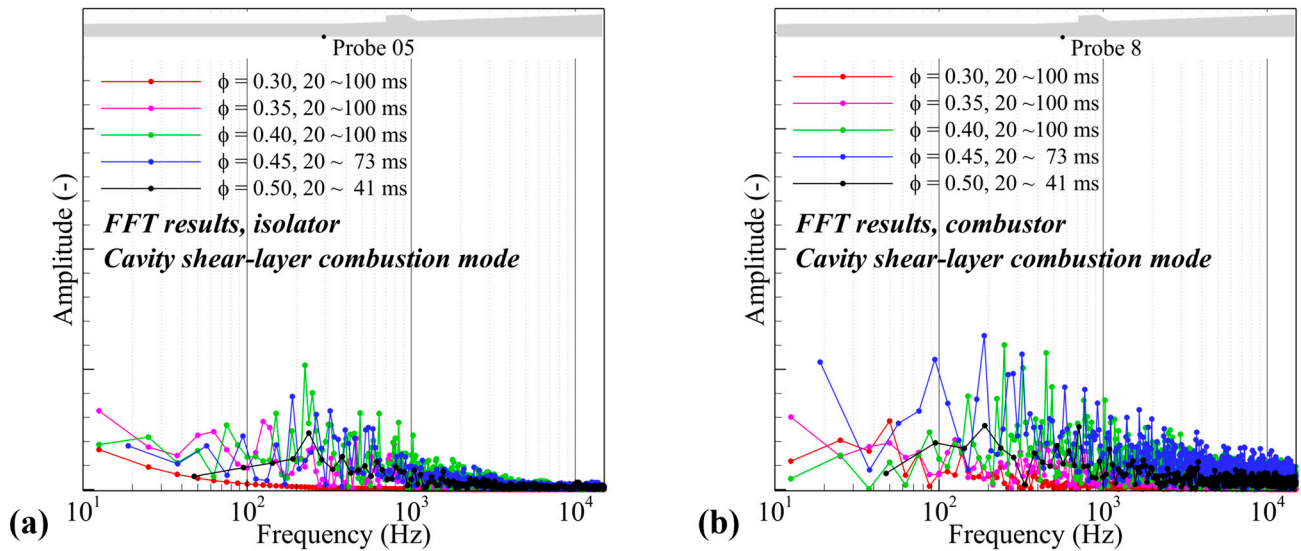 Probe 05
ϕ = 0.30, 20 ~100 ms
ϕ = 0.35, 20 ~100 ms
ϕ = 0.40, 20 ~100 ms
ϕ = 0.45, 20 ~ 73 ms
ϕ = 0.50, 20 ~ 41 ms
FFT results, isolator
Cavity shear-layer combustion mode
Amplitude (-)
10¹ 10² 10³ 10⁴
Frequency (Hz)
(a)
Probe 8
ϕ = 0.30, 20 ~100 ms
ϕ = 0.35, 20 ~100 ms
ϕ = 0.40, 20 ~100 ms
ϕ = 0.45, 20 ~ 73 ms
ϕ = 0.50, 20 ~ 41 ms
FFT results, combustor
Cavity shear-layer combustion mode
Amplitude (-)
10¹ 10² 10³ 10⁴
Frequency (Hz)
(b)